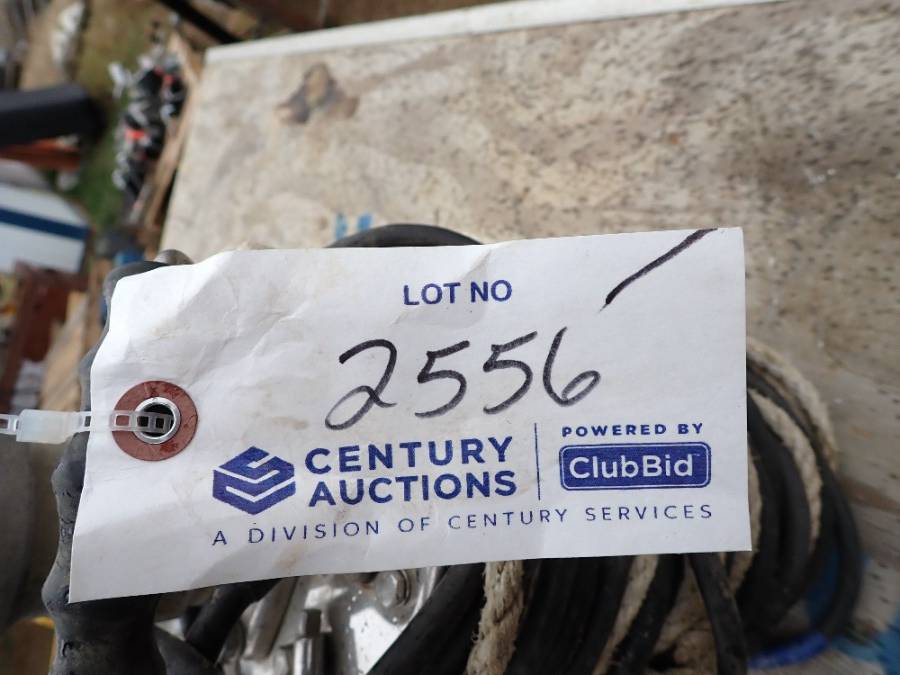 LOT NO
2556
CENTURY
AUCTIONS
POWERED BY
ClubBid
A DIVISION OF CENTURY SERVICES